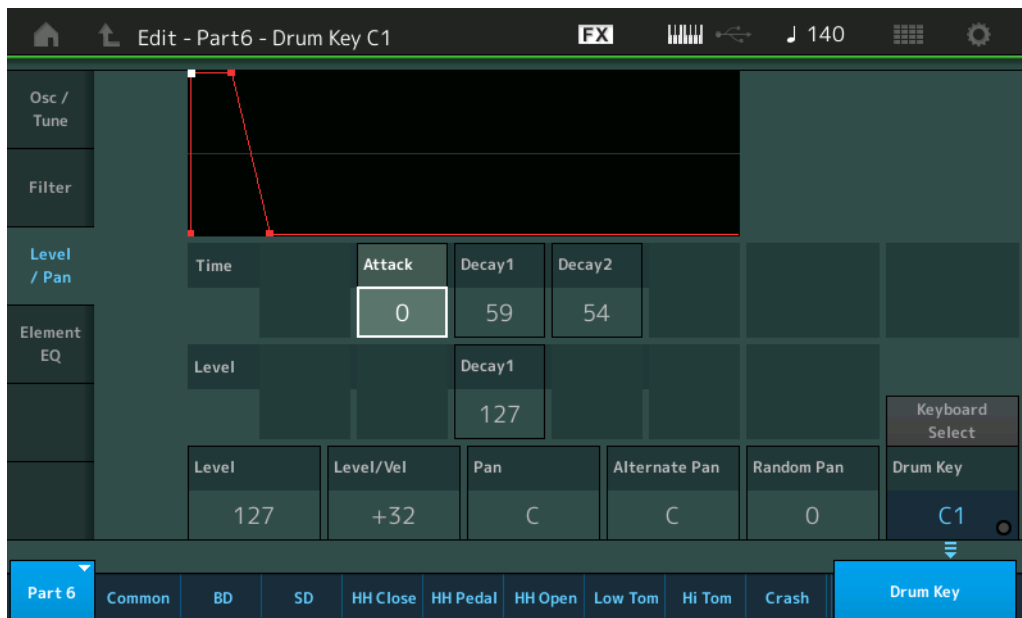 Edit - Part6 - Drum Key C1 FX ♩ 140
Osc / Tune
Filter
Level / Pan
Element EQ
Time Attack Decay1 Decay2
0 59 54
Level Decay1
127
Keyboard Select
Level Level/Vel Pan Alternate Pan Random Pan Drum Key
127 +32 C C 0 C1
Part 6 Common BD SD HH Close HH Pedal HH Open Low Tom Hi Tom Crash Drum Key